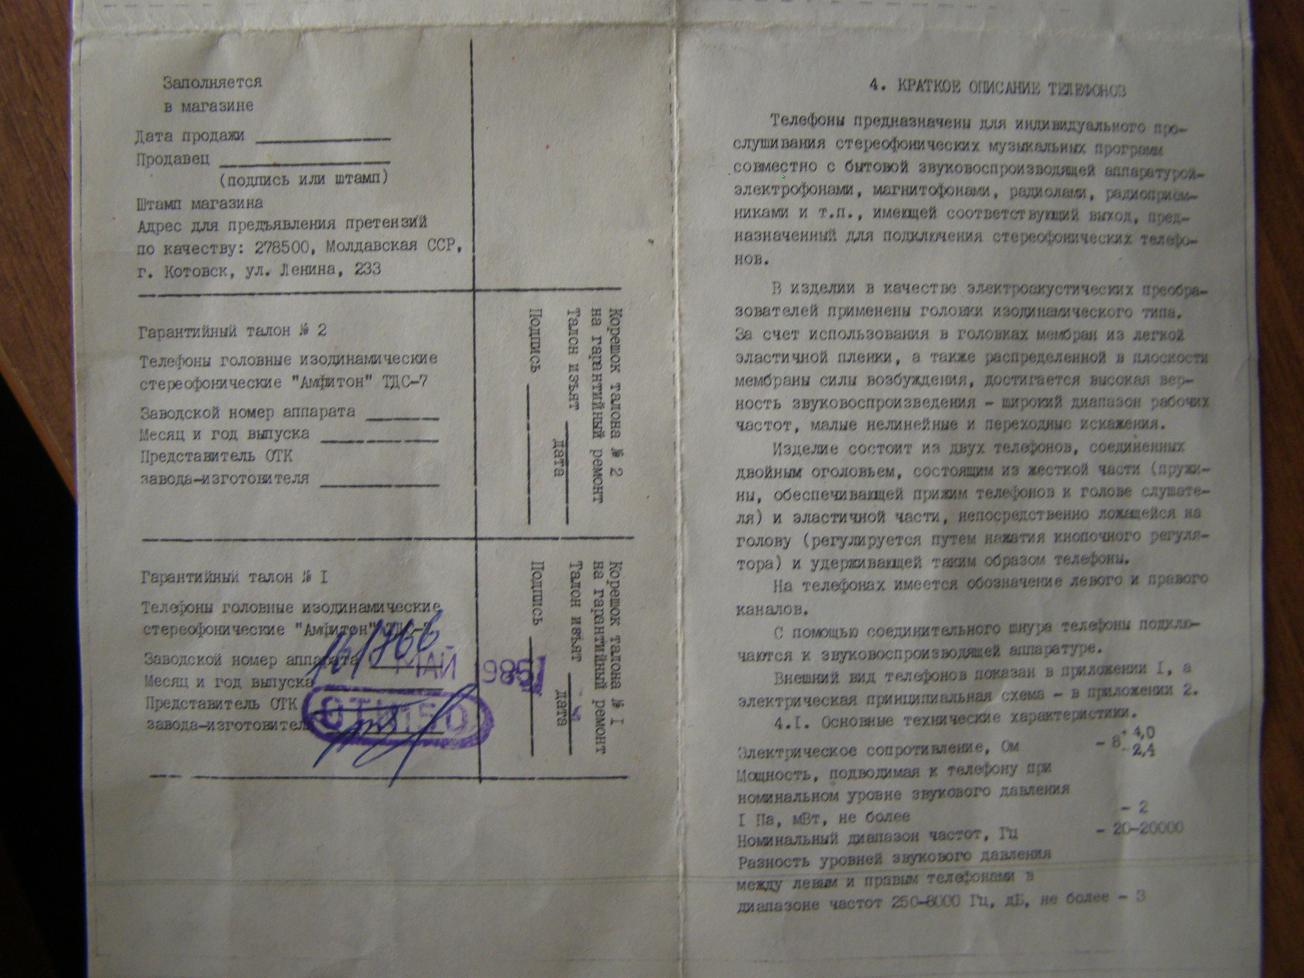 Заполняется
в магазине
Дата продажи
Продавец
(подпись или штамп)
Штамп магазина
Адрес для предъявления претензий
по качеству: 278500, Молдавская ССР,
г. Котовск, ул. Ленина, 233
Гарантийный талон № 2
Телефоны головные изодинамические
стереофонические "Амфитон" ТДС-7
Заводской номер аппарата
Месяц и год выпуска
Представитель ОТК
завода-изготовителя
Корешок талона № 2
на гарантийный ремонт
Талон изъят
дата
Подпись
Гарантийный талон № I
Телефоны головные изодинамические
стереофонические "Амфитон" ТДС-7
Заводской номер аппарата
Месяц и год выпуска МАЙ
Представитель ОТК
завода-изготовител
Корешок талона № I
на гарантийный ремонт
Талон изъят
дата
Подпись
4. КРАТКОЕ ОПИСАНИЕ ТЕЛЕФОНОВ
Телефоны предназначены для индивидуального про-
слушивания стереофонических музыкальных программ
совместно с бытовой звуковоспроизводящей аппаратурой-
электрофонами, магнитофонами, радиолами, радиоприем-
никами и т.п., имеющей соответствующий выход, пред-
назначенный для подключения стереофонических телефо-
нов.
В изделии в качестве электроакустических преобра-
зователей применены головки изодинамического типа.
За счет использования в головках мембран из легкой
эластичной пленки, а также распределенной в плоскости
мембраны силы возбуждения, достигается высокая вер-
ность звуковоспроизведения - широкий диапазон рабочих
частот, малые нелинейные и переходные искажения.
Изделие состоит из двух телефонов, соединенных
двойным оголовьем, состоящим из жесткой части (пружи-
ны, обеспечивающей прижим телефонов к голове слушате-
ля) и эластичной части, непосредственно ложащейся на
голову (регулируется путем нажатия кнопочного регуля-
тора) и удерживающей таким образом телефоны.
На телефонах имеется обозначение левого и правого
каналов.
С помощью соединительного шнура телефоны подклю-
чаются к звуковоспроизводящей аппаратуре.
Внешний вид телефонов показан в приложении I, а
электрическая принципиальная схема - в приложении 2.
4.I. Основные технические характеристики.
Электрическое сопротивление, Ом - 8 +4,0 -2,4
Мощность, подводимая к телефону при
номинальном уровне звукового давления
I Па, мВт, не более - 2
Номинальный диапазон частот, Гц - 20-20000
Разность уровней звукового давления
между левым и правым телефонами в
диапазоне частот 250-8000 Гц, дБ, не более - 3